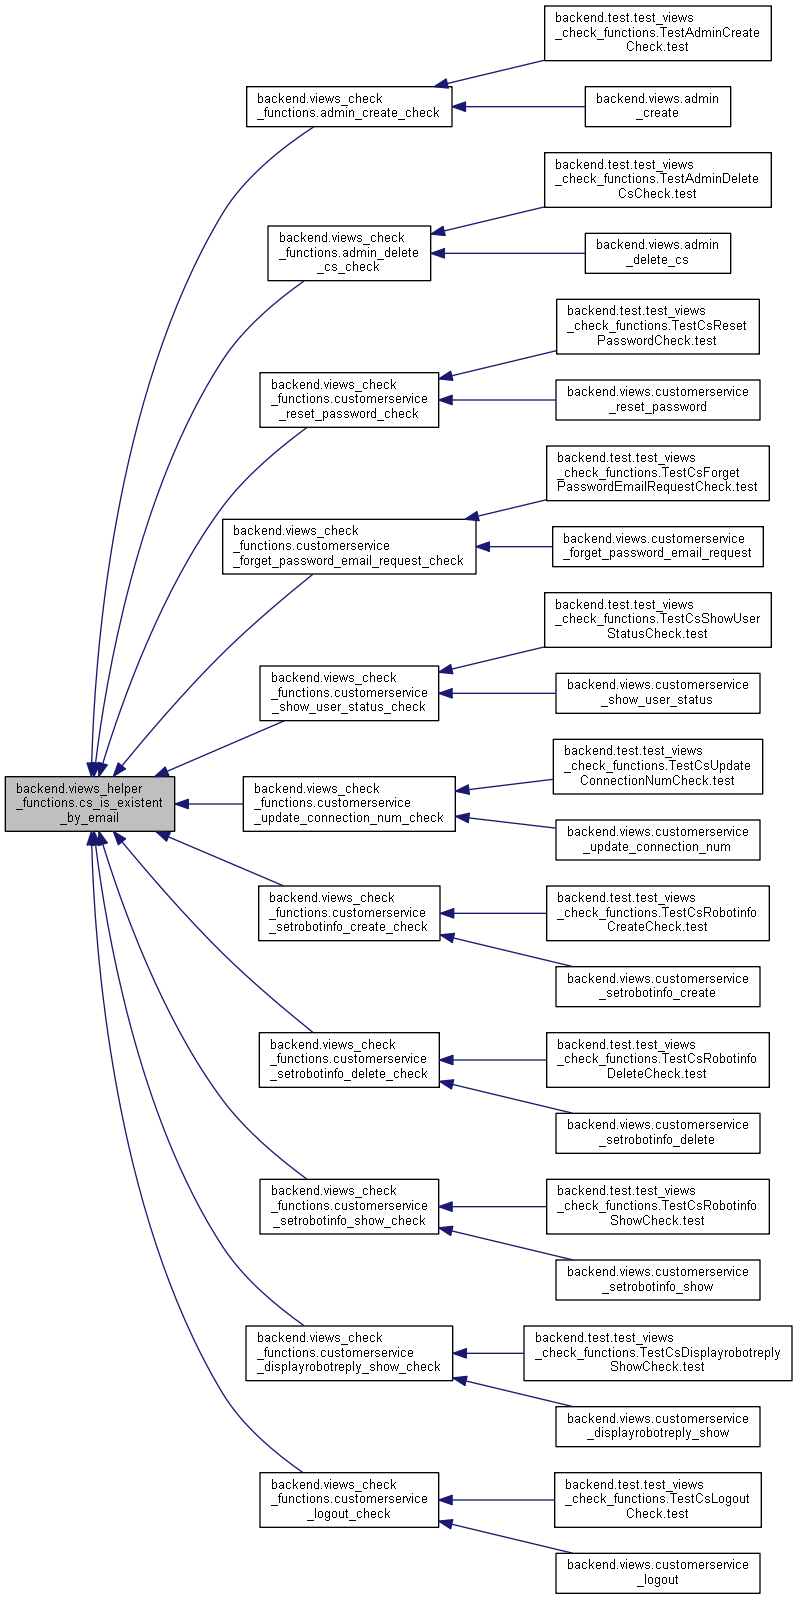 backend.test.test_views
_check_functions.TestAdminCreate
Check.test
backend.views_check
_functions.admin_create_check
backend.views.admin
_create
backend.test.test_views
_check_functions.TestAdminDelete
CsCheck.test
backend.views_check
_functions.admin_delete
_cs_check
backend.views.admin
_delete_cs
backend.test.test_views
_check_functions.TestCsReset
PasswordCheck.test
backend.views_check
_functions.customerservice
_reset_password_check
backend.views.customerservice
_reset_password
backend.test.test_views
_check_functions.TestCsForget
PasswordEmailRequestCheck.test
backend.views_check
_functions.customerservice
_forget_password_email_request_check
backend.views.customerservice
_forget_password_email_request
backend.test.test_views
_check_functions.TestCsShowUser
StatusCheck.test
backend.views_check
_functions.customerservice
_show_user_status_check
backend.views.customerservice
_show_user_status
backend.test.test_views
_check_functions.TestCsUpdate
ConnectionNumCheck.test
backend.views_helper
_functions.cs_is_existent
_by_email
backend.views_check
_functions.customerservice
_update_connection_num_check
backend.views.customerservice
_update_connection_num
backend.views_check
_functions.customerservice
_setrobotinfo_create_check
backend.test.test_views
_check_functions.TestCsRobotinfo
CreateCheck.test
backend.views.customerservice
_setrobotinfo_create
backend.views_check
_functions.customerservice
_setrobotinfo_delete_check
backend.test.test_views
_check_functions.TestCsRobotinfo
DeleteCheck.test
backend.views.customerservice
_setrobotinfo_delete
backend.views_check
_functions.customerservice
_setrobotinfo_show_check
backend.test.test_views
_check_functions.TestCsRobotinfo
ShowCheck.test
backend.views.customerservice
_setrobotinfo_show
backend.views_check
_functions.customerservice
_displayrobotreply_show_check
backend.test.test_views
_check_functions.TestCsDisplayrobotreply
ShowCheck.test
backend.views.customerservice
_displayrobotreply_show
backend.views_check
_functions.customerservice
_logout_check
backend.test.test_views
_check_functions.TestCsLogout
Check.test
backend.views.customerservice
_logout